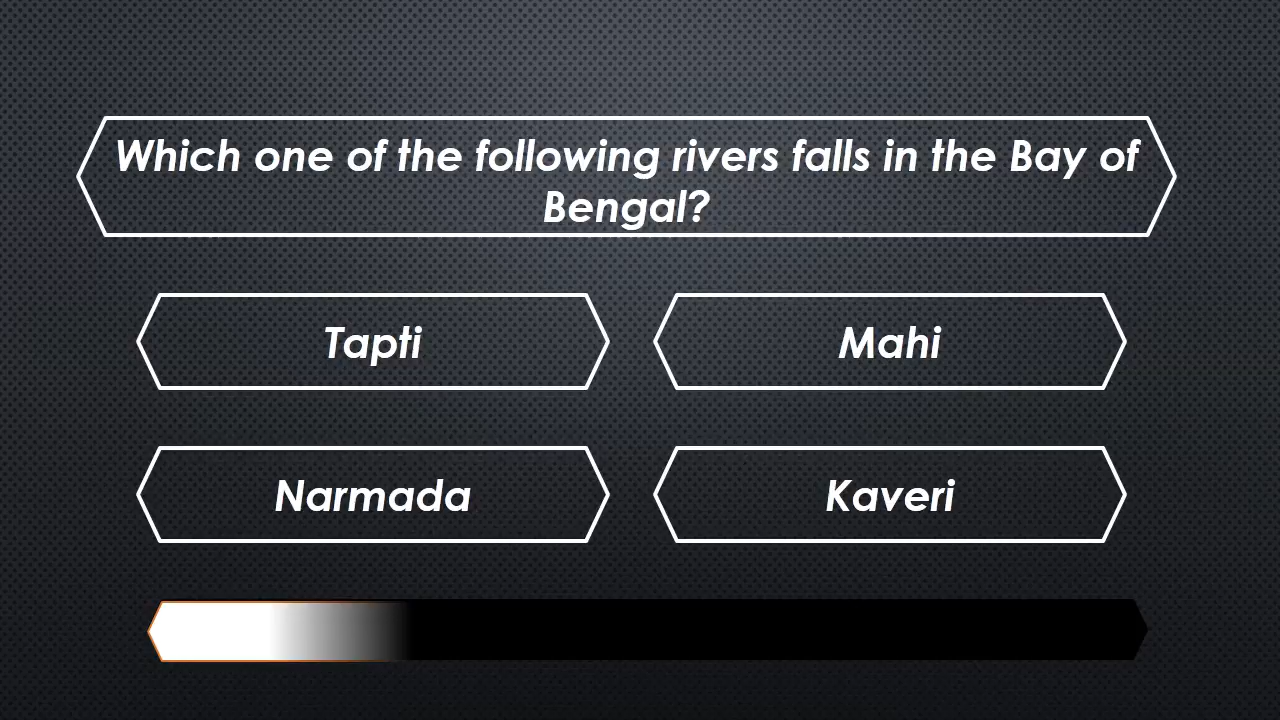 Which one of the following rivers falls in the Bay of
Bengal?
Tapti
Mahi
Narmada
Kaveri